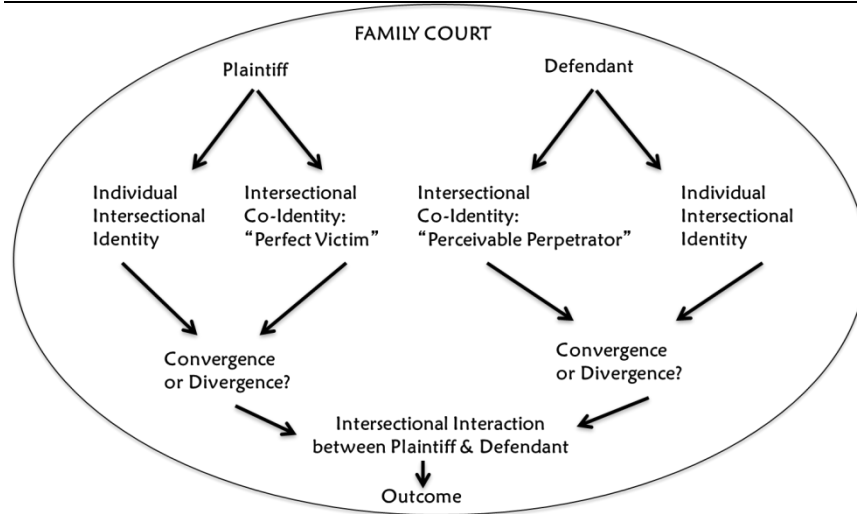 FAMILY COURT
Plaintiff
Defendant
Individual
Intersectional
Identity
Intersectional
Co-Identity:
“Perfect Victim”
Intersectional
Co-Identity:
“Perceivable Perpetrator”
Individual
Intersectional
Identity
Convergence
or Divergence?
Convergence
or Divergence?
Intersectional Interaction
between Plaintiff & Defendant
Outcome